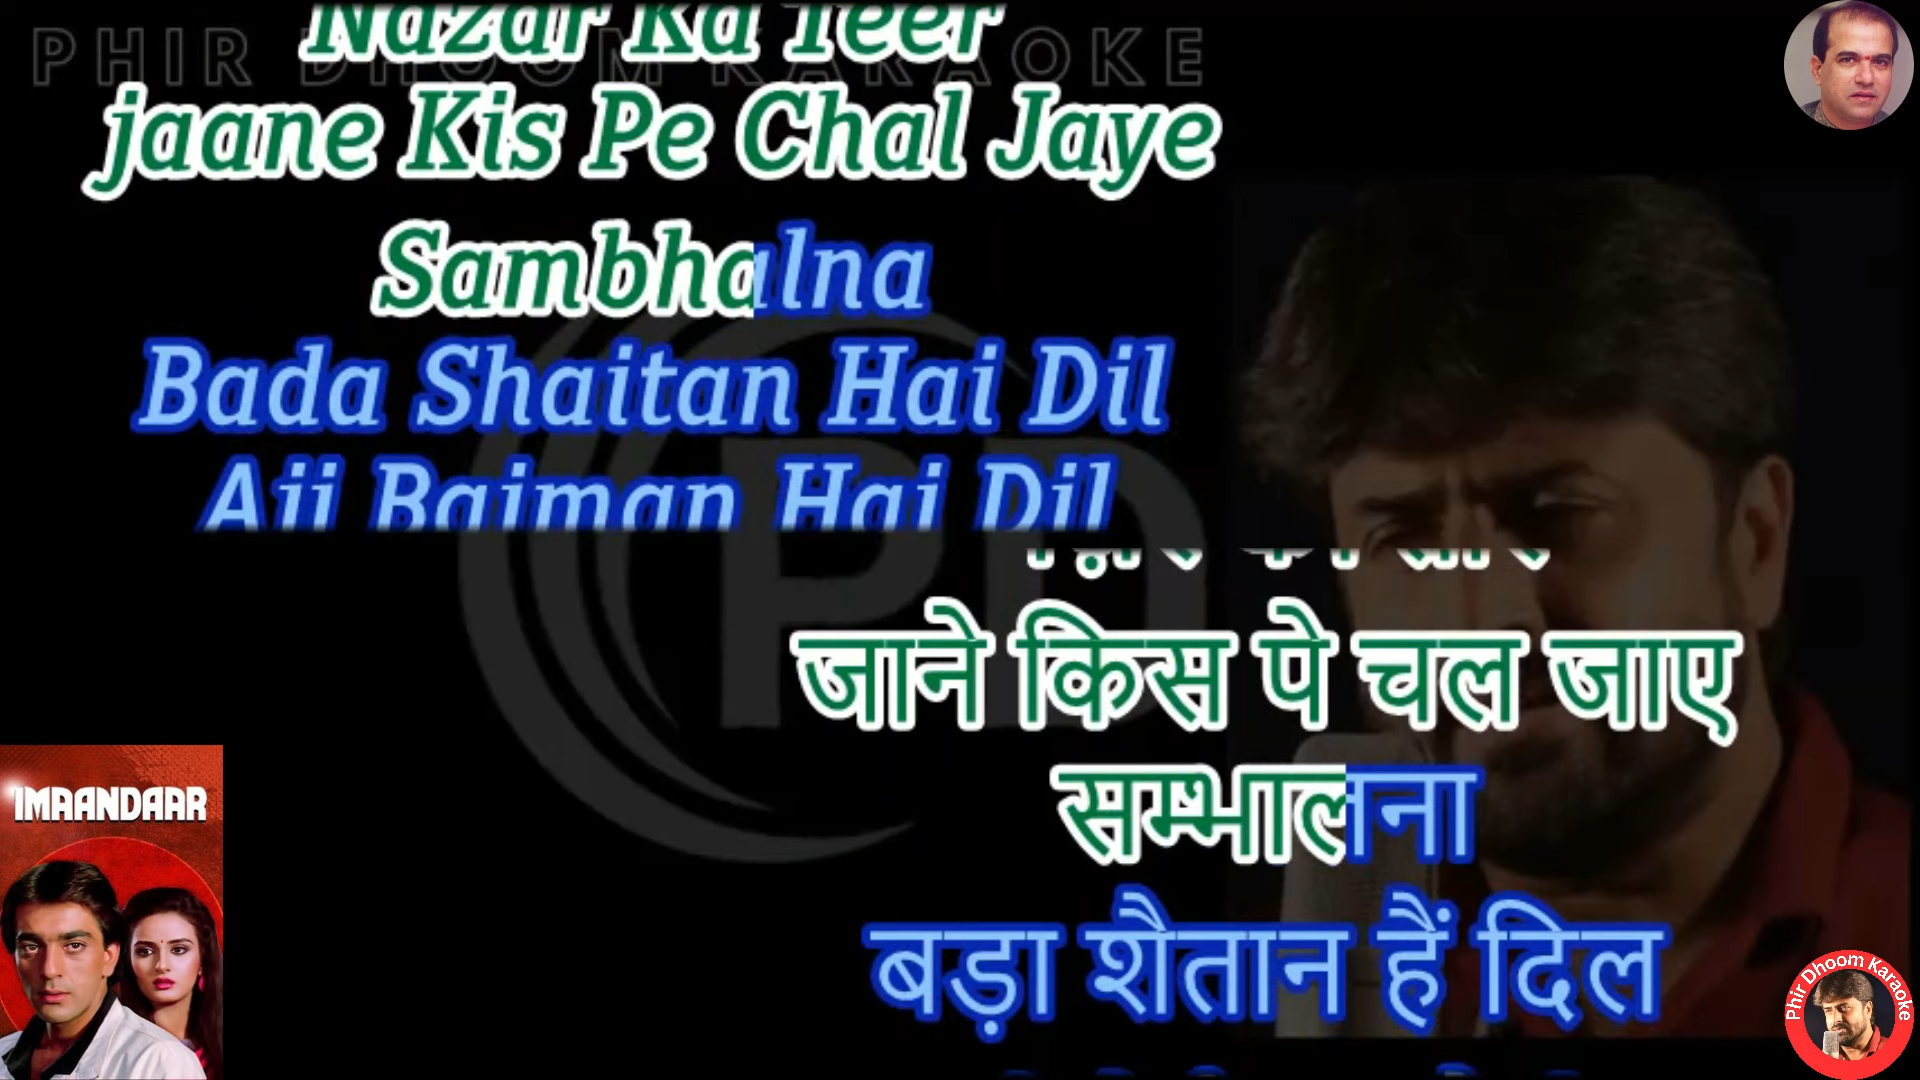 PHIR DHOOM KARAOKE
Nazar Ka Teer
jaane Kis Pe Chal Jaye
Sambhalna
Bada Shaitan Hai Dil
Aji Baiman Hai Dil
जाने किस पे चल जाए
सम्भालना
बड़ा शैतान हैं दिल
PD
IMAANDAAR
Phir Dhoom Karaoke